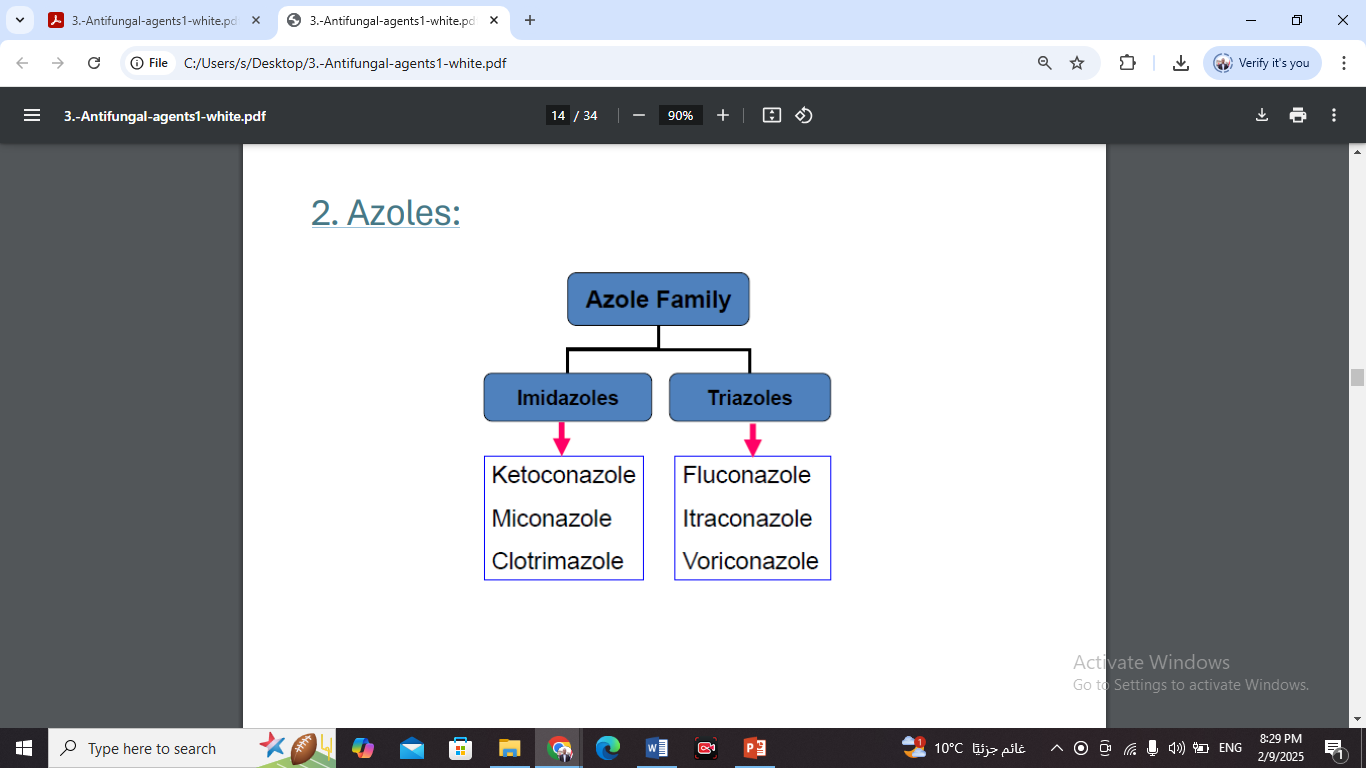 3.-Antifungal-agents1-white.pd
3.-Antifungal-agents1-white.pd
File
C:/Users/s/Desktop/3.-Antifungal-agents1-white.pdf
Verify it's you
3.-Antifungal-agents1-white.pdf
14 / 34
90%
2. Azoles:
Azole Family
Imidazoles
Triazoles
Ketoconazole
Miconazole
Clotrimazole
Fluconazole
Itraconazole
Voriconazole
Activate Windows
Go to Settings to activate Windows.
Type here to search
1
10°C غائم جزئيًا
ENG
8:29 PM
2/9/2025
1